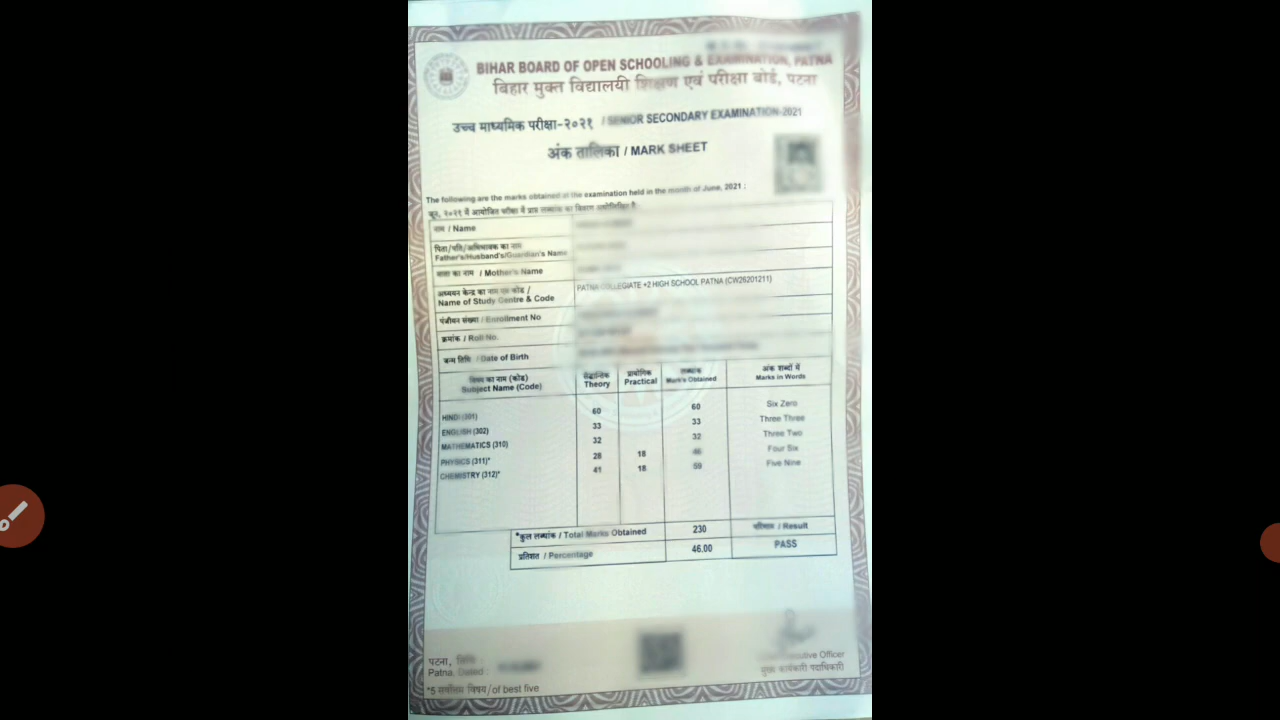 BIHAR BOARD OF OPEN SCHOOLING & EXAMINATION, PATNA
बिहार मुक्त विद्यालयी शिक्षण एवं परीक्षा बोर्ड, पटना
उच्च माध्यमिक परीक्षा-२०२१ / SENIOR SECONDARY EXAMINATION-2021
अंक तालिका / MARK SHEET
The following are the marks obtained at the examination held in the month of June, 2021 :
जून, २०२१ में आयोजित परीक्षा में प्राप्त लब्धांक का विवरण अधोलिखित है
नाम / Name
पिता/पति/अभिभावक का नाम
Father's/Husband's/Guardian's Name
माता का नाम / Mother's Name
अध्ययन केन्द्र का नाम एवं कोड /
Name of Study Centre & Code
PATNA COLLEGIATE +2 HIGH SCHOOL PATNA (CW26201211)
पंजीयन संख्या / Enrollment No
क्रमांक / Roll No.
जन्म तिथि / Date of Birth
विषय का नाम (कोड) सैद्धान्तिक प्रायोगिक लब्धांक अंक शब्दों में
Subject Name (Code) Theory Practical Marks Obtained Marks in Words
HINDI (301) 60 60 Six Zero
ENGLISH (302) 33 33 Three Three
MATHEMATICS (310) 32 32 Three Two
PHYSICS (311)* 28 18 46 Four Six
CHEMISTRY (312)* 41 18 59 Five Nine
*कुल लब्धांक / Total Marks Obtained 230 परिणाम / Result
प्रतिशत / Percentage 46.00 PASS
पटना, तिथि :
Patna, Dated :
Executive Officer
मुख्य कार्यकारी पदाधिकारी
*5 सर्वोत्तम विषय/of best five